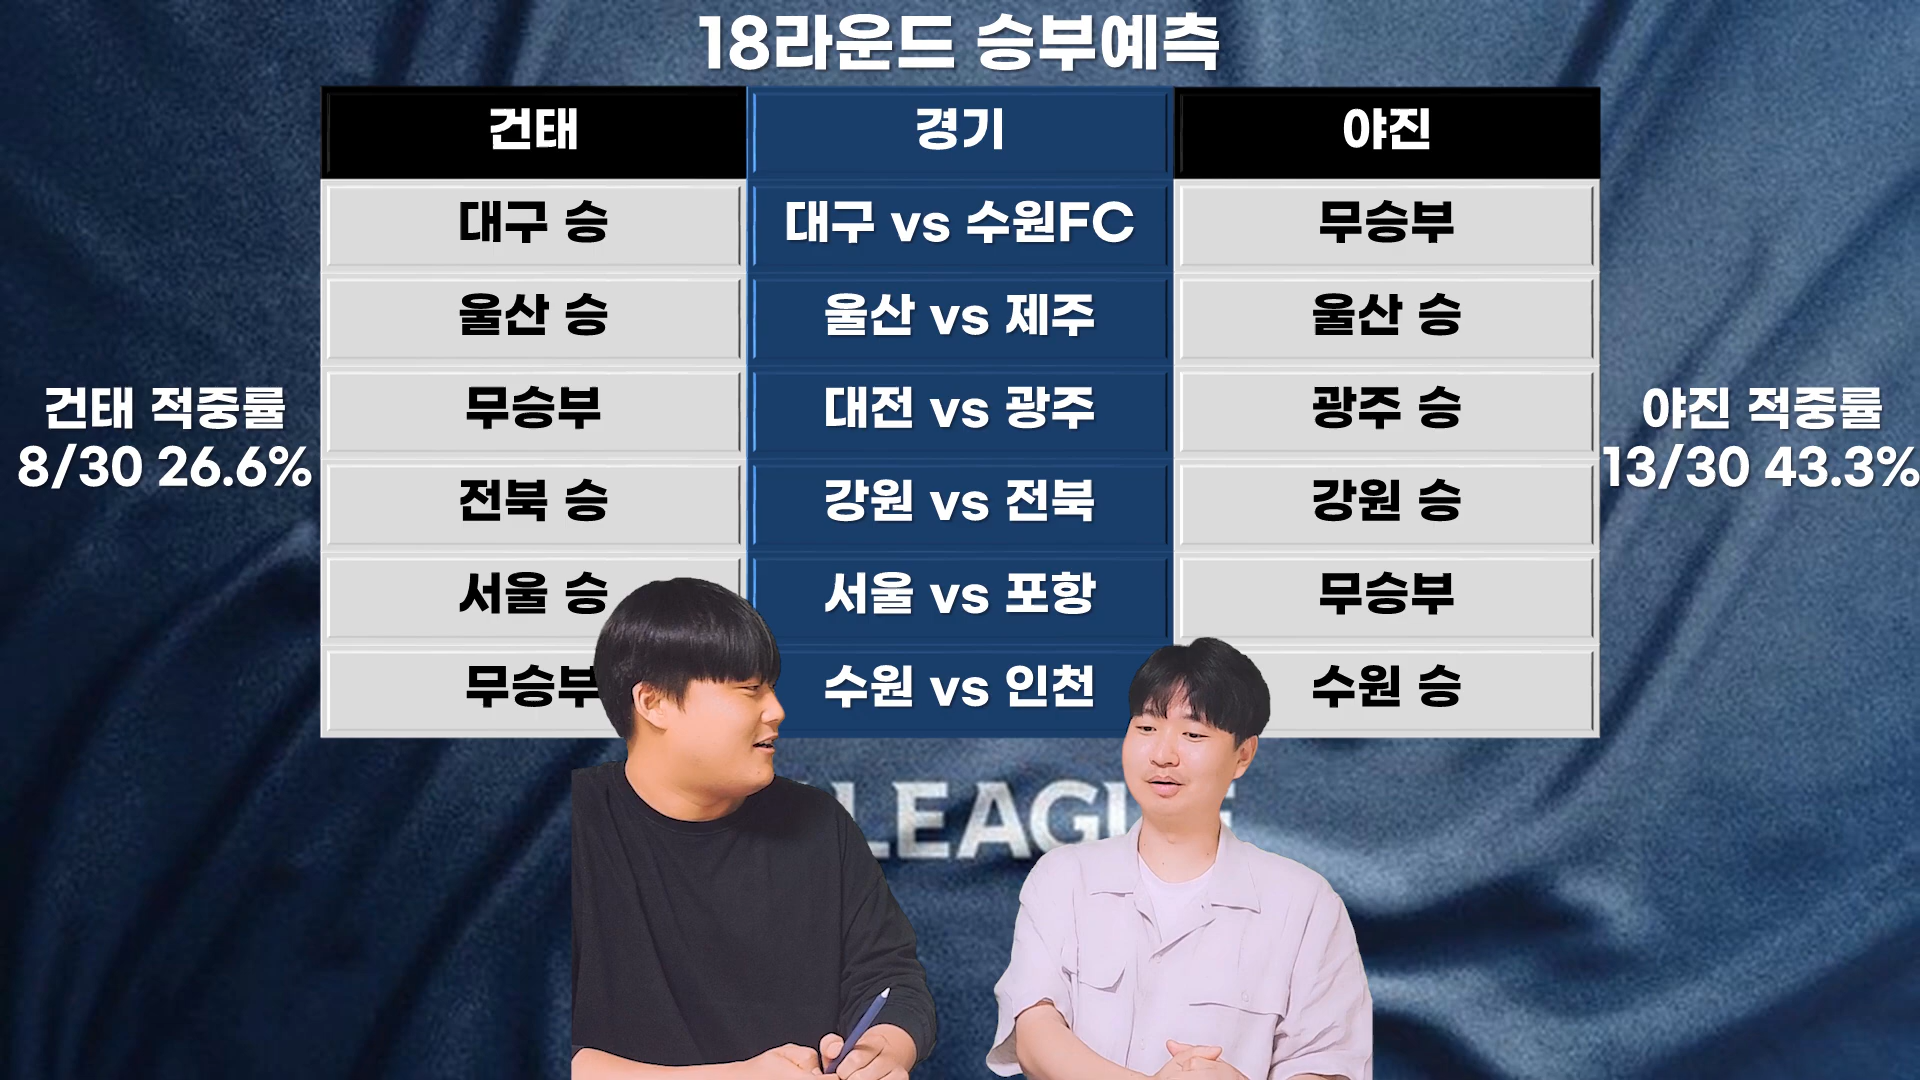 18라운드 승부예측
건태 경기 야진
대구 승 대구 vs 수원FC 무승부
울산 승 울산 vs 제주 울산 승
무승부 대전 vs 광주 광주 승
건태 적중률
8/30 26.6%
야진 적중률
13/30 43.3%
전북 승 강원 vs 전북 강원 승
서울 승 서울 vs 포항 무승부
무승부 수원 vs 인천 수원 승
LEAGUE